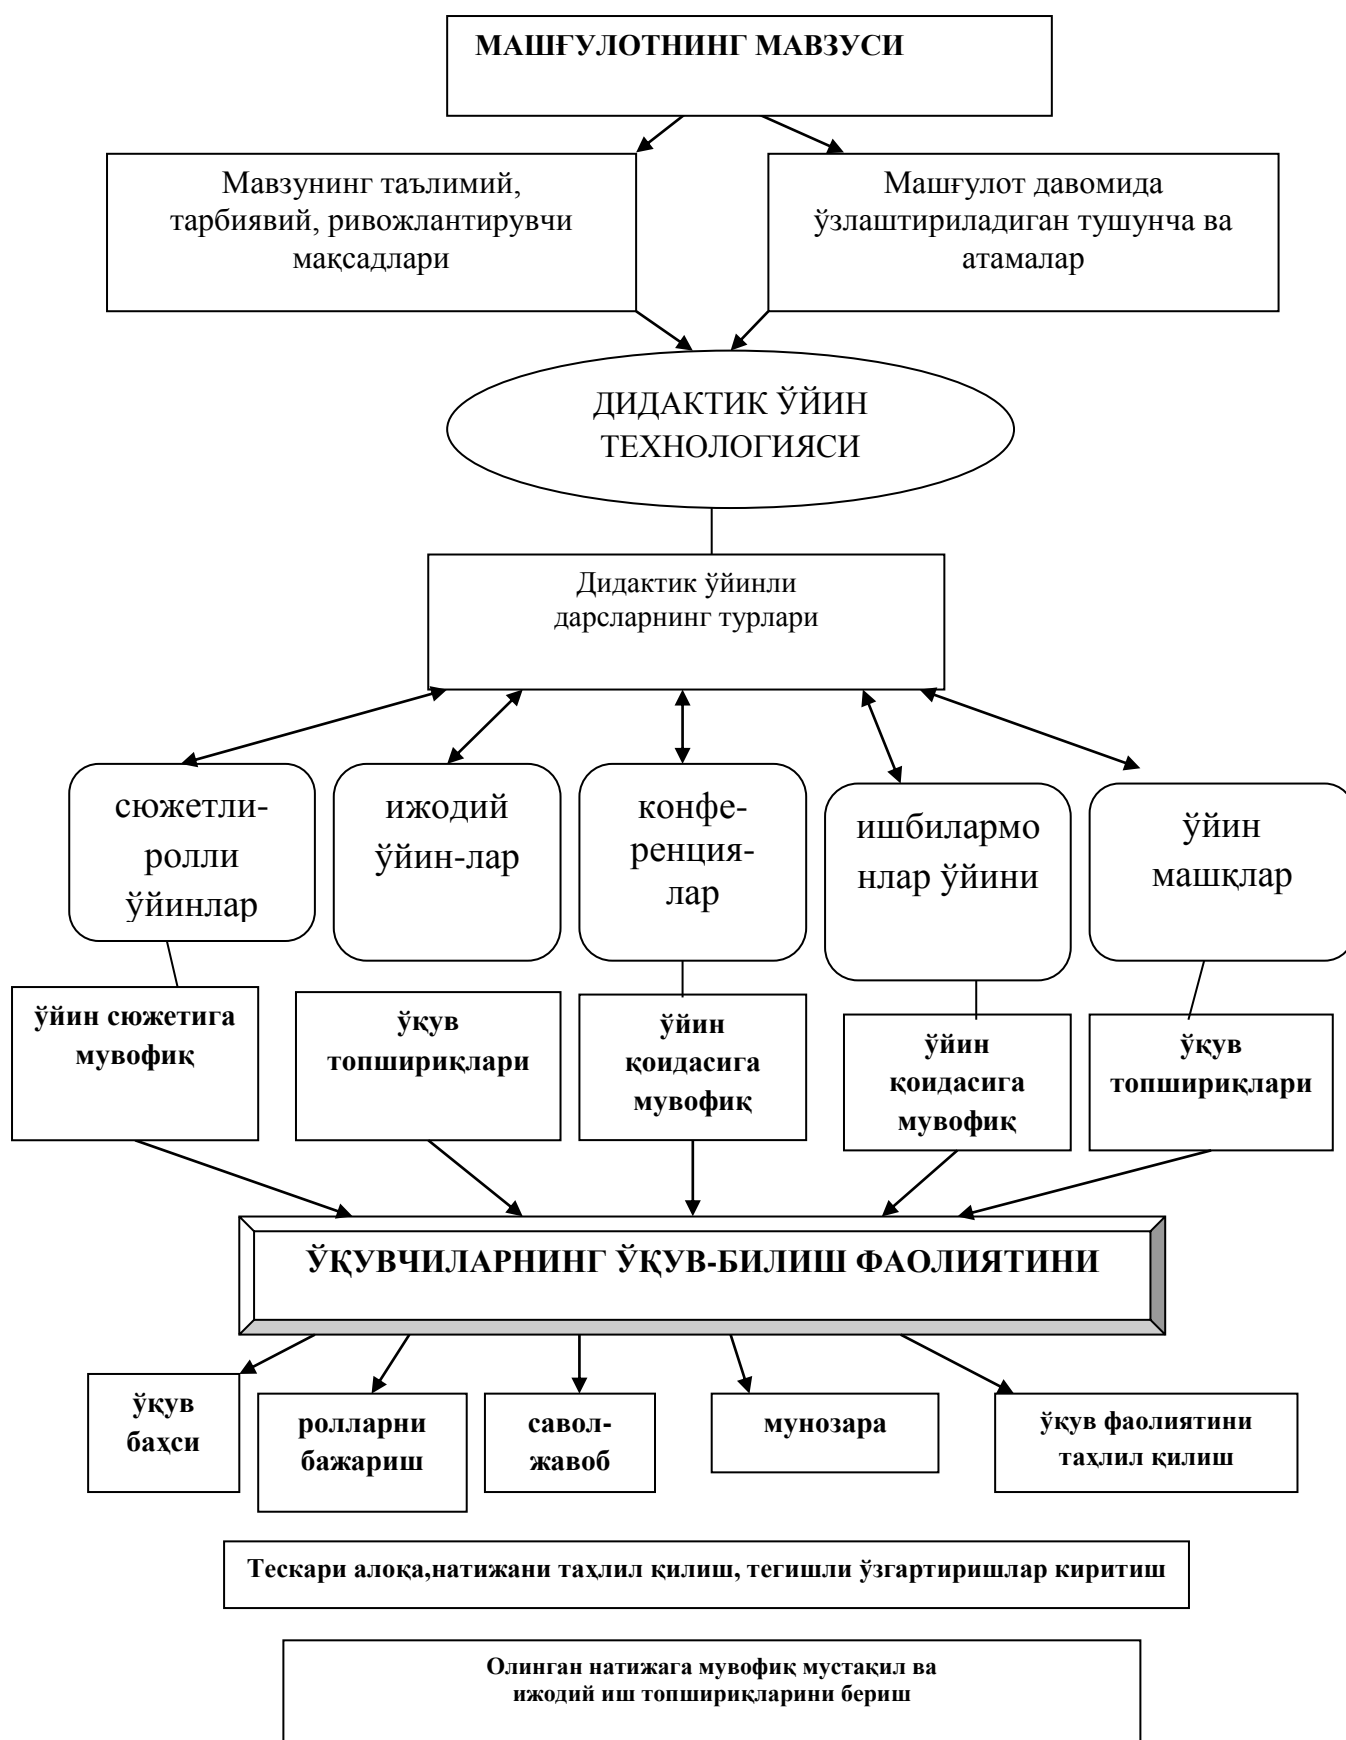 МАШҒУЛОТНИНГ МАВЗУСИ
Мавзунинг таълимий,
тарбиявий, ривожлантирувчи
мақсадлари
Машғулот давомида
ўзлаштириладиган тушунча ва
атамалар
ДИДАКТИК ЎЙИН
ТЕХНОЛОГИЯСИ
Дидактик ўйинли
дарсларнинг турлари
сюжетли-
ролли
ўйинлар
ижодий
ўйин-лар
конфе-
ренция-
лар
ишбилармо
нлар ўйини
ўйин
машқлар
ўйин сюжетига
мувофиқ
ўқув
топшириқлари
ўйин
қоидасига
мувофиқ
ўйин
қоидасига
мувофиқ
ўқув
топшириқлари
ЎҚУВЧИЛАРНИНГ ЎҚУВ-БИЛИШ ФАОЛИЯТИНИ
ўқув
баҳси
ролларни
бажариш
савол-
жавоб
мунозара
ўқув фаолиятини
таҳлил қилиш
Тескари алоқа,натижани таҳлил қилиш, тегишли ўзгартиришлар киритиш
Олинган натижага мувофиқ мустақил ва
ижодий иш топшириқларини бериш